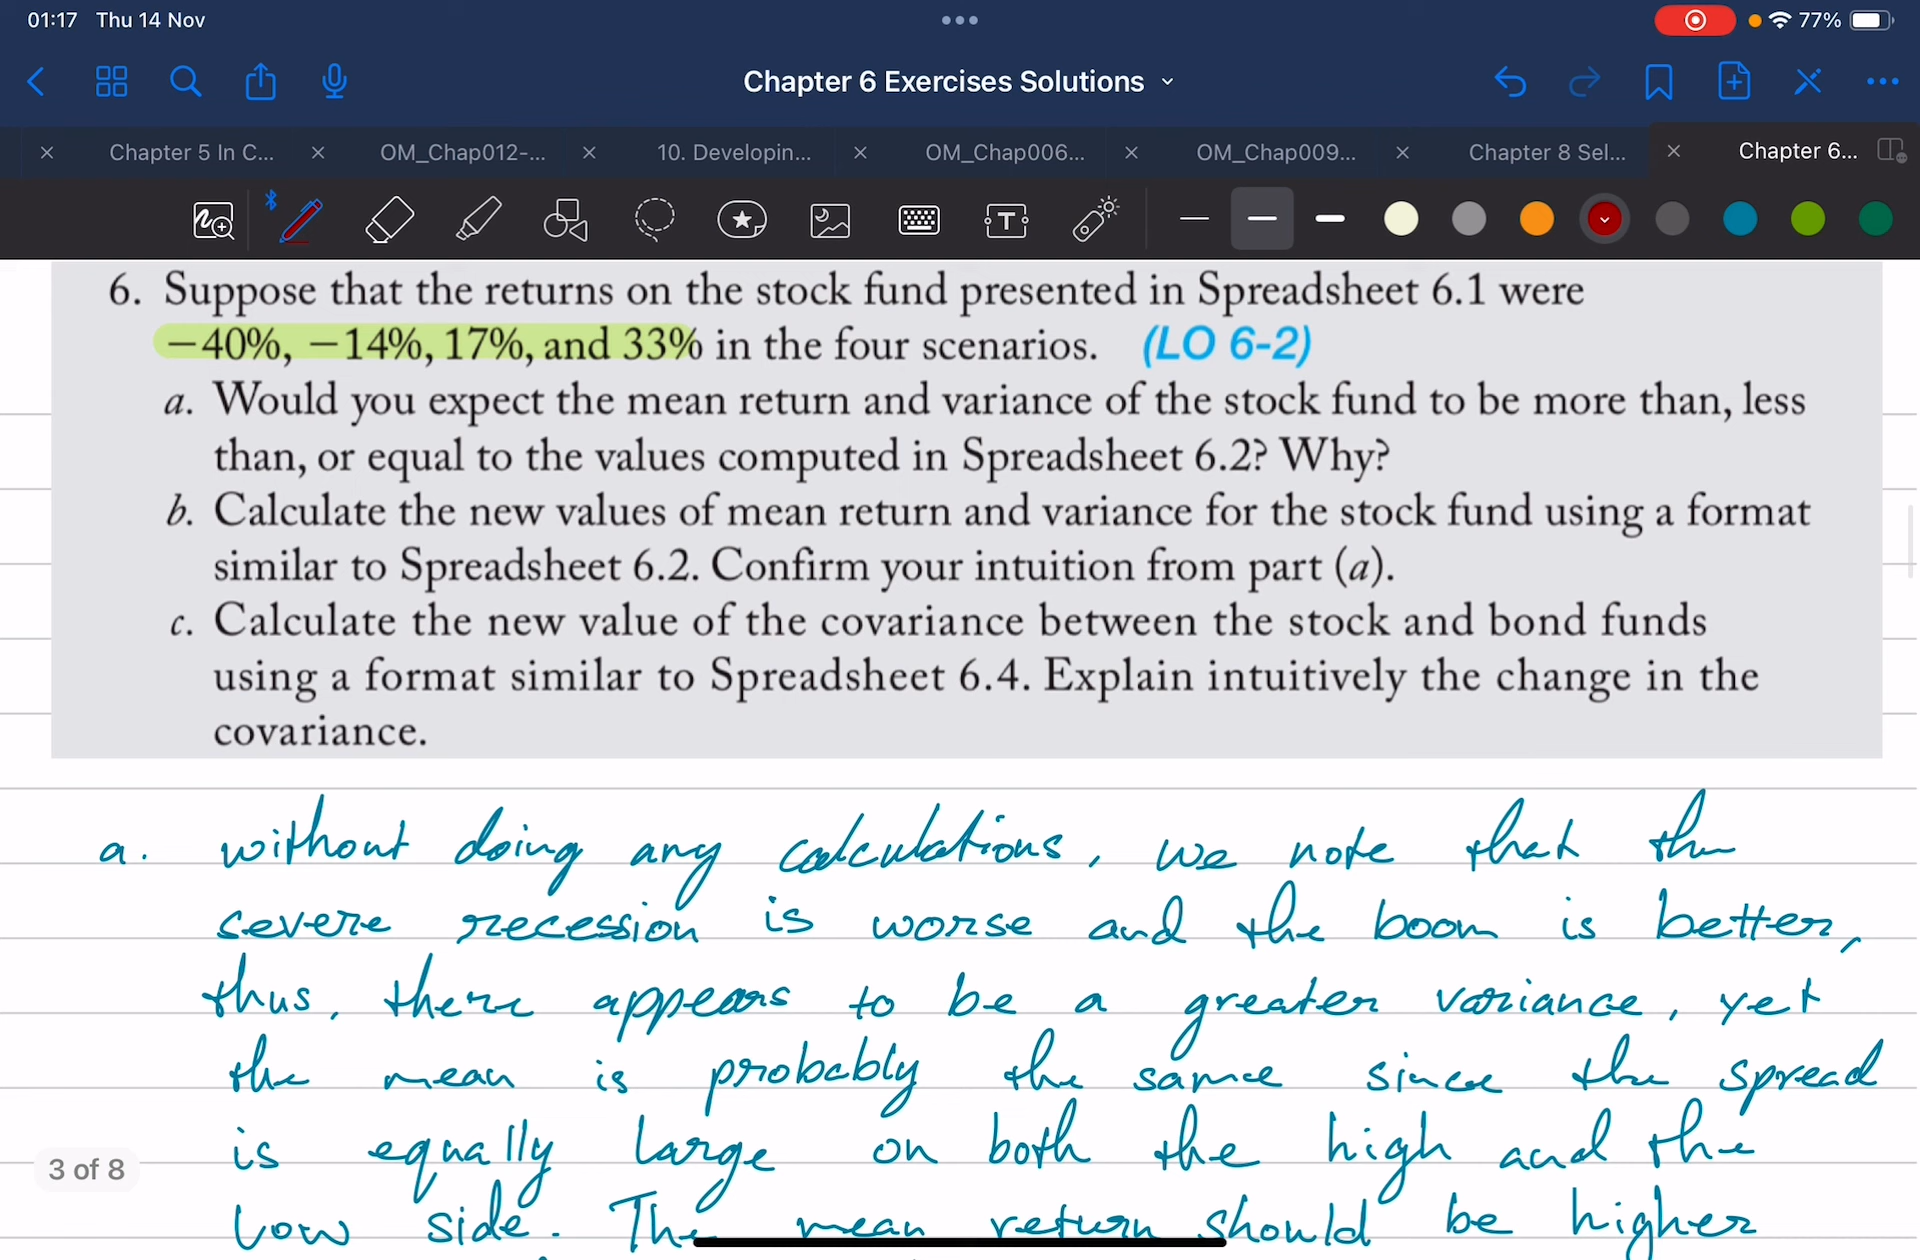 01:17 Thu 14 Nov
77%
Chapter 6 Exercises Solutions
Chapter 5 In C...
OM_Chap012-...
10. Developin...
OM_Chap006...
OM_Chap009...
Chapter 8 Sel...
Chapter 6...
6. Suppose that the returns on the stock fund presented in Spreadsheet 6.1 were
−40%, −14%, 17%, and 33% in the four scenarios. (LO 6-2)
a. Would you expect the mean return and variance of the stock fund to be more than, less
than, or equal to the values computed in Spreadsheet 6.2? Why?
b. Calculate the new values of mean return and variance for the stock fund using a format
similar to Spreadsheet 6.2. Confirm your intuition from part (a).
c. Calculate the new value of the covariance between the stock and bond funds
using a format similar to Spreadsheet 6.4. Explain intuitively the change in the
covariance.
a. without doing any calculations, we note that the
severe recession is worse and the boom is better,
thus, there appears to be a greater variance, yet
the mean is probably the same since the spread
is equally large on both the high and the
low side. The mean return should be higher
3 of 8